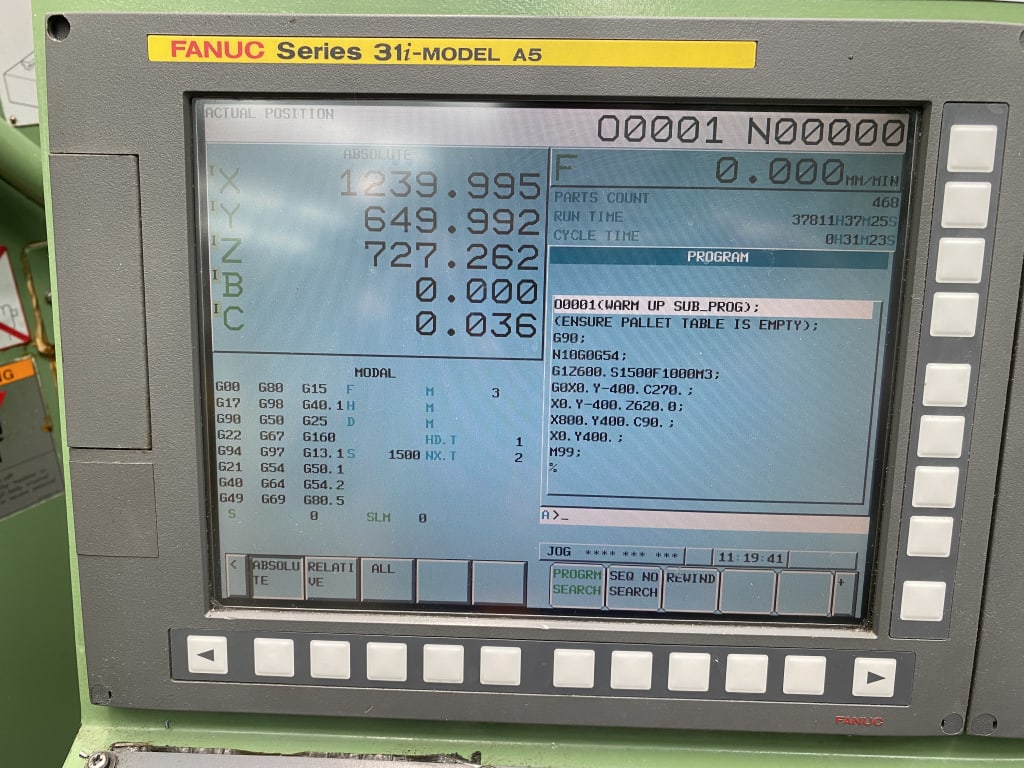 FANUC Series 31i-MODEL A5
ACTUAL POSITION
O0001 N00000
ABSOLUTE
X 1239.995
Y 649.992
Z 727.262
B 0.000
C 0.036
F 0.000 MM/MIN
PARTS COUNT 468
RUN TIME 37811H37M25S
CYCLE TIME 0H31M23S
PROGRAM
O0001(WARM UP SUB_PROG);
(ENSURE PALLET TABLE IS EMPTY);
G90;
N10G0G54;
G1Z600.S1500F1000M3;
G0X0.Y-400.C270.;
X0.Y-400.Z620.0;
X800.Y400.C90.;
X0.Y400.;
M99;
%
MODAL
G00 G80 G15 F M 3
G17 G98 G40.1 H M
G90 G50 G25 D M
G22 G67 G160 HD.T 1
G94 G97 G13.1 S 1500 NX.T 2
G21 G54 G50.1
G40 G64 G54.2
G49 G69 G80.5
S 0 SLM 0
A>_
JOG **** *** *** 11:19:41
< ABSOLUTE RELATIVE ALL
PROGRM SEARCH SEQ NO SEARCH REWIND +
FANUC
NG